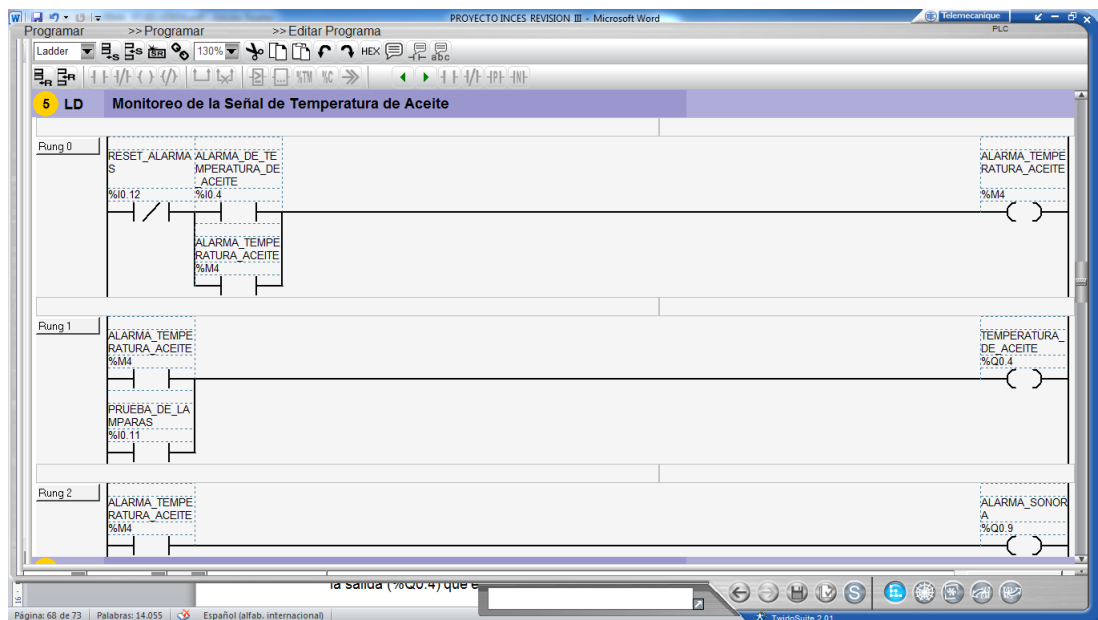 PROYECTO INCES REVISION III - Microsoft Word
Telemecanique
Programar >> Programar >> Editar Programa
PLC
Ladder
130%
HEX
abc
%TM %C
5 LD Monitoreo de la Señal de Temperatura de Aceite
Rung 0
RESET_ALARMA
S
%I0.12
ALARMA_DE_TE
MPERATURA_DE
_ACEITE
%I0.4
ALARMA_TEMPE
RATURA_ACEITE
%M4
ALARMA_TEMPE
RATURA_ACEITE
%M4
Rung 1
ALARMA_TEMPE
RATURA_ACEITE
%M4
TEMPERATURA_
DE_ACEITE
%Q0.4
PRUEBA_DE_LA
MPARAS
%I0.11
Rung 2
ALARMA_TEMPE
RATURA_ACEITE
%M4
ALARMA_SONOR
A
%Q0.9
la salida (%Q0.4) que e
Página: 68 de 73 Palabras: 14.055 Español (alfab. internacional)
TwidoSuite 2.01